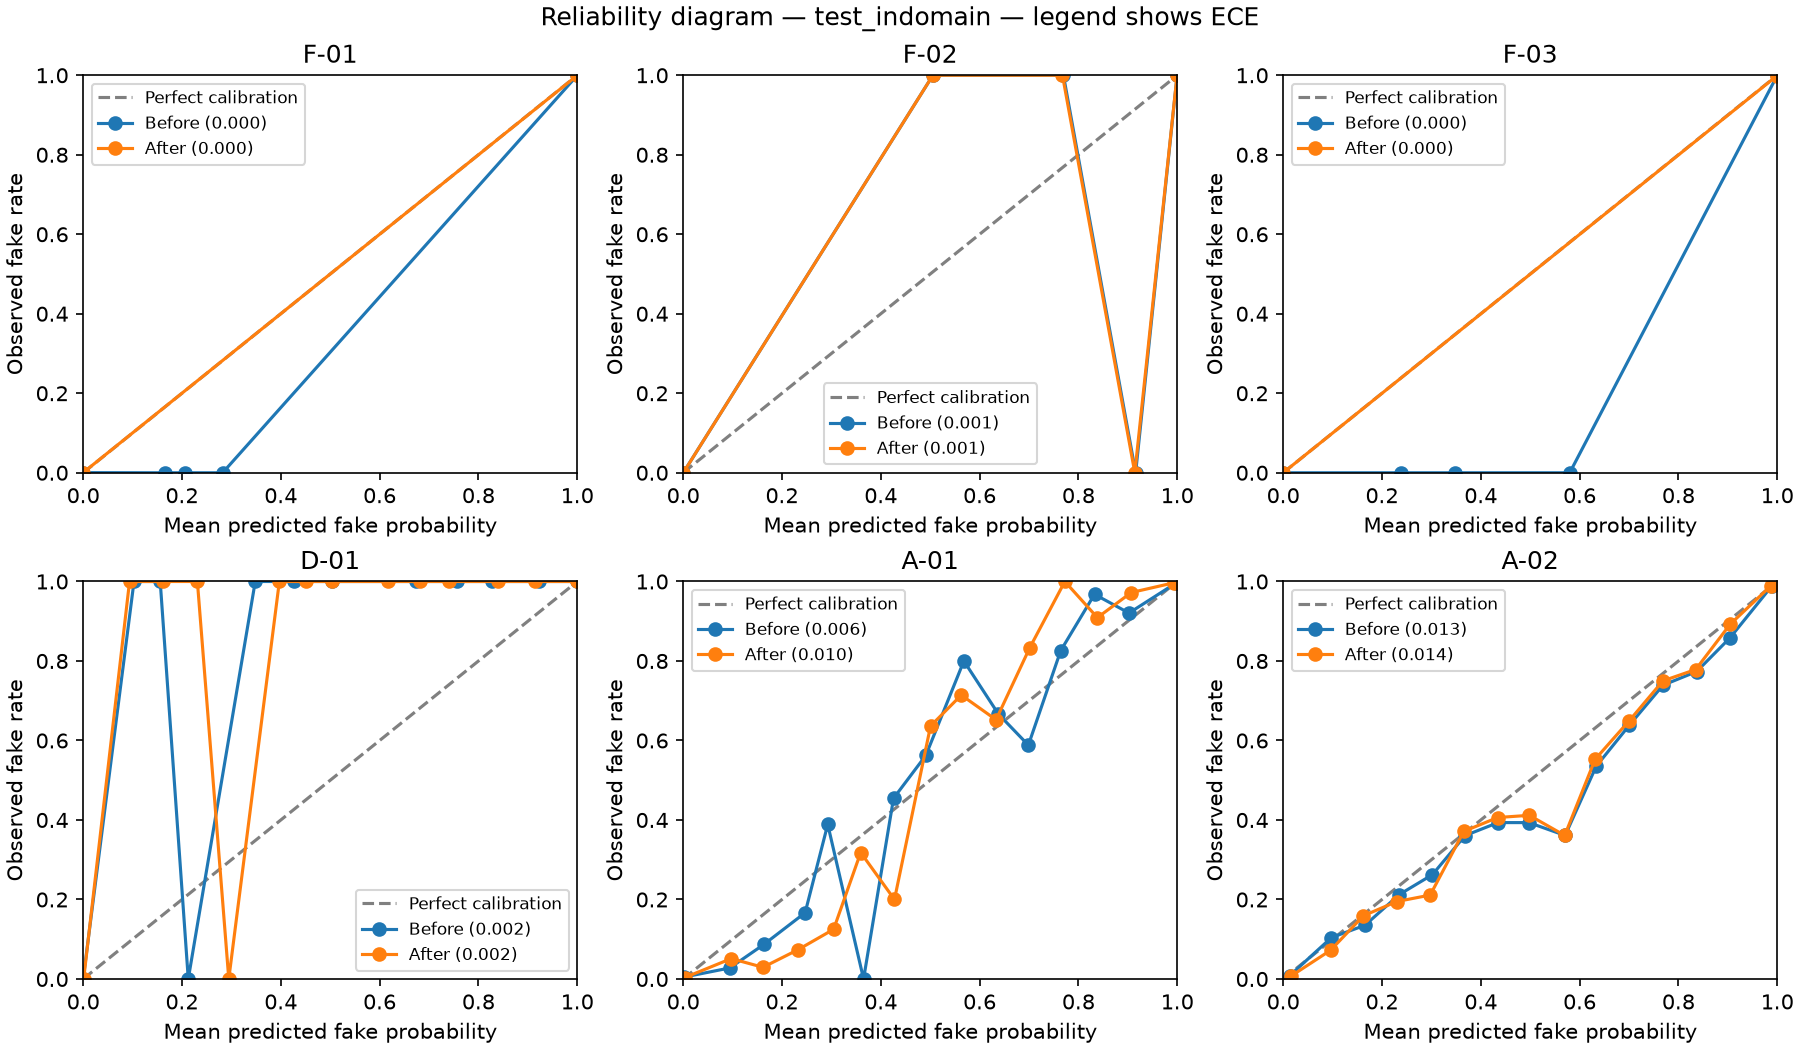 Reliability diagram — test_indomain — legend shows ECE
F-01
1.0
0.8
0.6
0.4
0.2
0.0
Observed fake rate
Perfect calibration
Before (0.000)
After (0.000)
0.0 0.2 0.4 0.6 0.8 1.0
Mean predicted fake probability
F-02
1.0
0.8
0.6
0.4
0.2
0.0
Observed fake rate
Perfect calibration
Before (0.001)
After (0.001)
0.0 0.2 0.4 0.6 0.8 1.0
Mean predicted fake probability
F-03
1.0
0.8
0.6
0.4
0.2
0.0
Observed fake rate
Perfect calibration
Before (0.000)
After (0.000)
0.0 0.2 0.4 0.6 0.8 1.0
Mean predicted fake probability
D-01
1.0
0.8
0.6
0.4
0.2
0.0
Observed fake rate
Perfect calibration
Before (0.002)
After (0.002)
0.0 0.2 0.4 0.6 0.8 1.0
Mean predicted fake probability
A-01
1.0
0.8
0.6
0.4
0.2
0.0
Observed fake rate
Perfect calibration
Before (0.006)
After (0.010)
0.0 0.2 0.4 0.6 0.8 1.0
Mean predicted fake probability
A-02
1.0
0.8
0.6
0.4
0.2
0.0
Observed fake rate
Perfect calibration
Before (0.013)
After (0.014)
0.0 0.2 0.4 0.6 0.8 1.0
Mean predicted fake probability